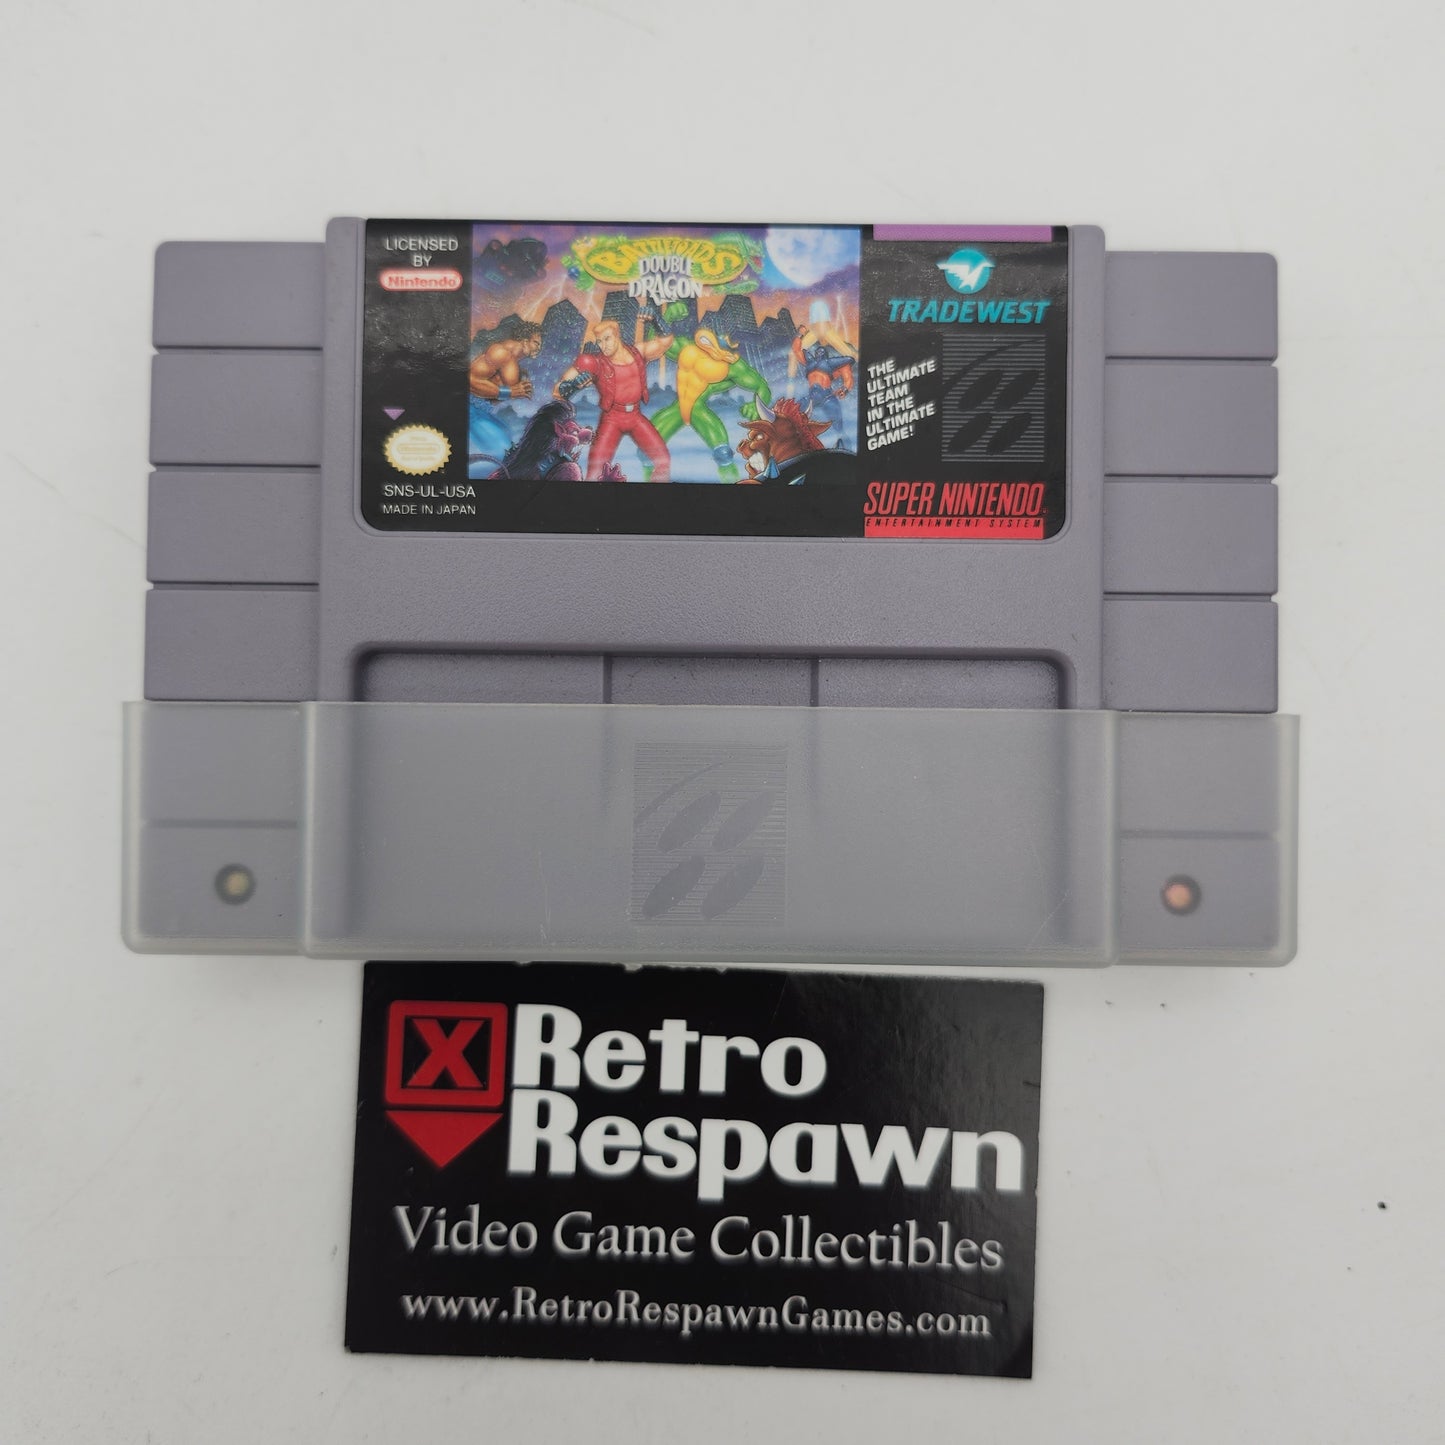 LICENSED
BY
Nintendo
SNS-UL-USA
MADE IN JAPAN
BATTLETOADS
DOUBLE
DRAGON
TRADEWEST
THE
ULTIMATE
TEAM
IN THE
ULTIMATE
GAME!
SUPER NINTENDO
ENTERTAINMENT SYSTEM
X
Retro
Respawn
Video Game Collectibles
www.RetroRespawnGames.com